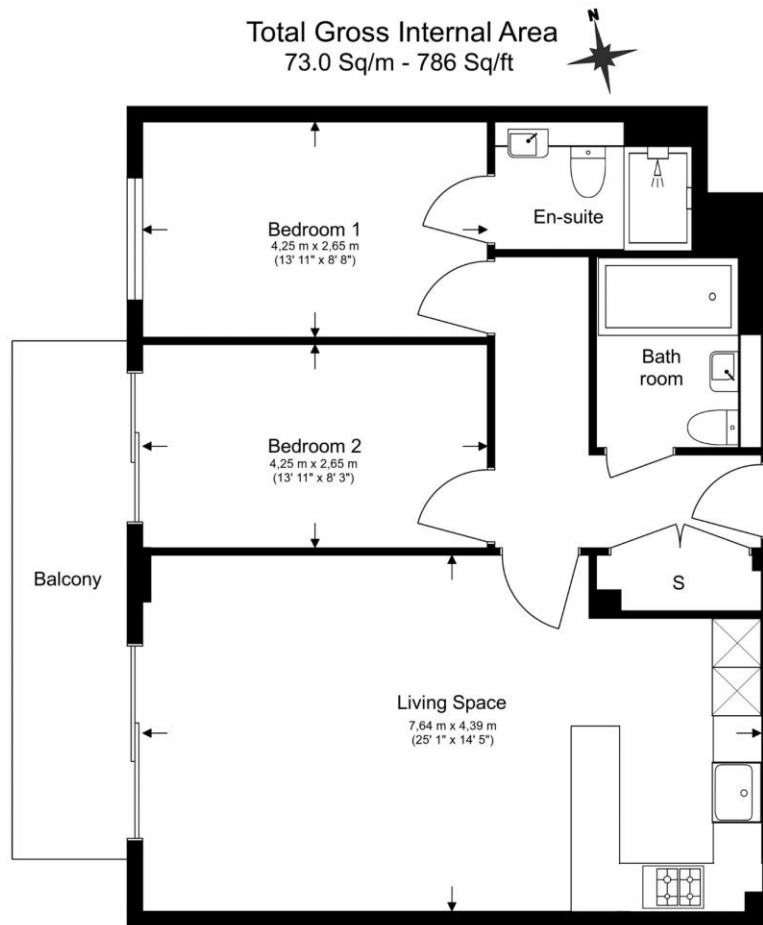 Total Gross Internal Area
73.0 Sq/m - 786 Sq/ft
N
Bedroom 1
4,25 m x 2,65 m
(13' 11" x 8' 8")
En-suite
Bath
room
Bedroom 2
4,25 m x 2,65 m
(13' 11" x 8' 3")
Balcony
S
Living Space
7,64 m x 4,39 m
(25' 1" x 14' 5")